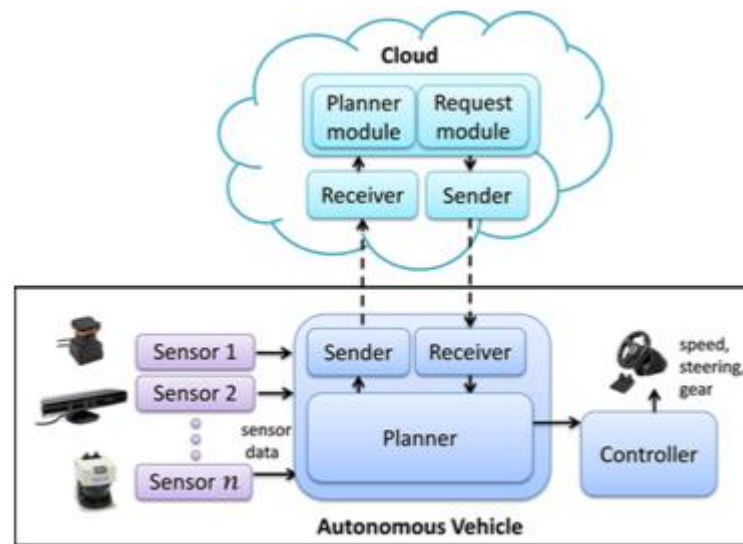 Cloud
Planner
module
Request
module
Receiver
Sender
Sensor 1
Sensor 2
Sensor n
sensor
data
Sender
Receiver
Planner
Controller
speed,
steering,
gear
Autonomous Vehicle